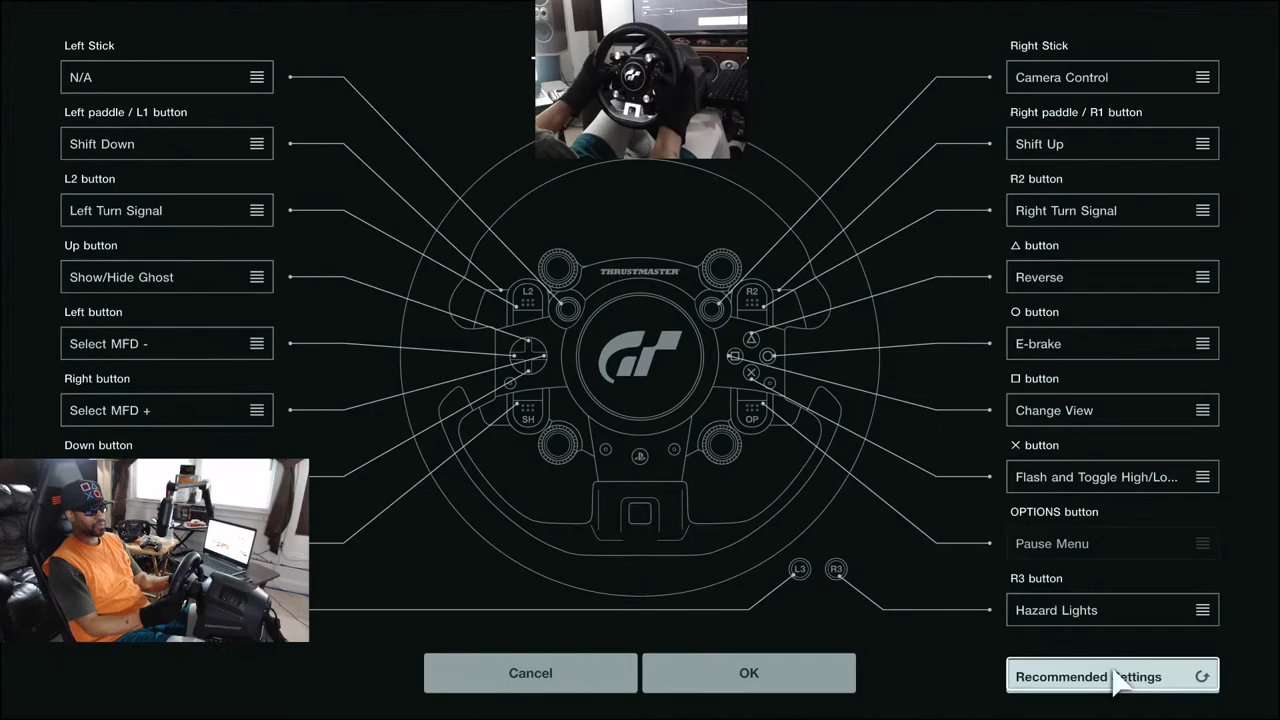 Left Stick
N/A
Left paddle / L1 button
Shift Down
L2 button
Left Turn Signal
Up button
Show/Hide Ghost
Left button
Select MFD -
Right button
Select MFD +
Down button
Right Stick
Camera Control
Right paddle / R1 button
Shift Up
R2 button
Right Turn Signal
△ button
Reverse
○ button
E-brake
□ button
Change View
✕ button
Flash and Toggle High/Lo...
OPTIONS button
Pause Menu
R3 button
Hazard Lights
THRUSTMASTER
L2
R2
GT
SH
OP
L3
R3
Cancel
OK
Recommended